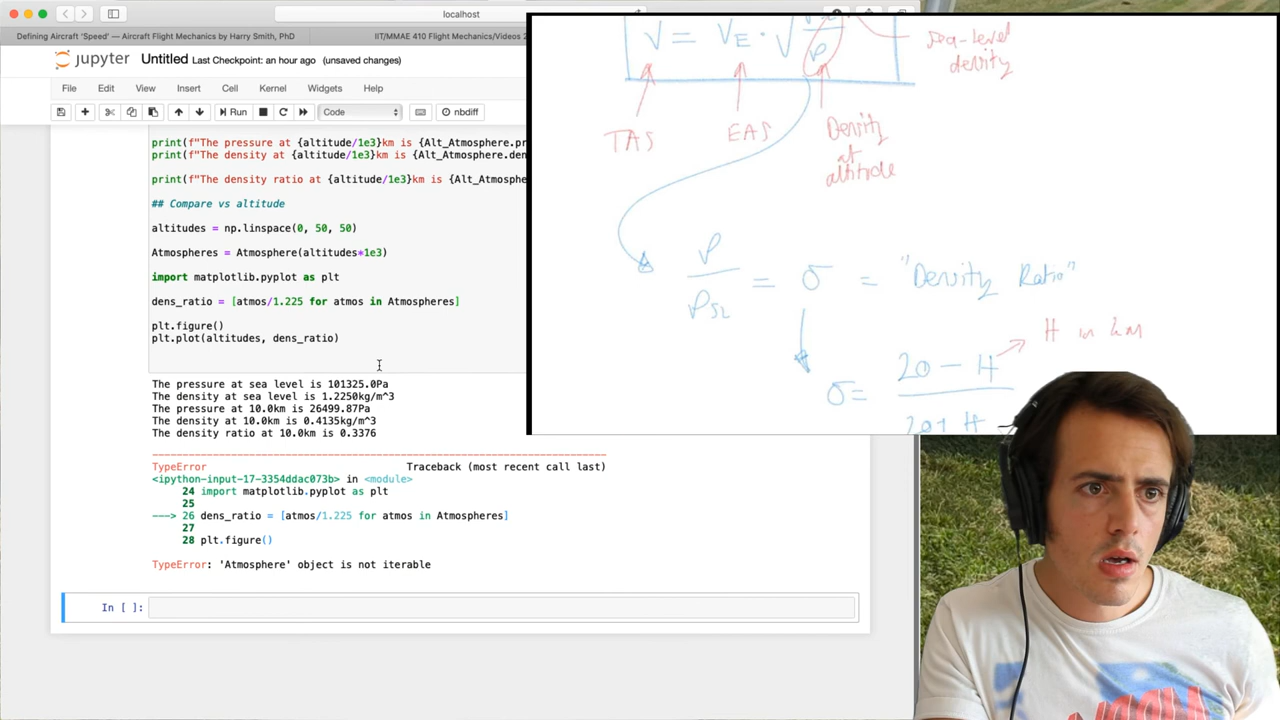 localhost
Defining Aircraft 'Speed' — Aircraft Flight Mechanics by Harry Smith, PhD
IIT/MMAE 410 Flight Mechanics/Videos 2
jupyter Untitled Last Checkpoint: an hour ago (unsaved changes)
File Edit View Insert Cell Kernel Widgets Help
Run Code nbdiff
print(f"The pressure at {altitude/1e3}km is {Alt_Atmosphere.pr
print(f"The density at {altitude/1e3}km is {Alt_Atmosphere.den
print(f"The density ratio at {altitude/1e3}km is {Alt_Atmosphe
## Compare vs altitude
altitudes = np.linspace(0, 50, 50)
Atmospheres = Atmosphere(altitudes*1e3)
import matplotlib.pyplot as plt
dens_ratio = [atmos/1.225 for atmos in Atmospheres]
plt.figure()
plt.plot(altitudes, dens_ratio)
The pressure at sea level is 101325.0Pa
The density at sea level is 1.2250kg/m^3
The pressure at 10.0km is 26499.87Pa
The density at 10.0km is 0.4135kg/m^3
The density ratio at 10.0km is 0.3376
TypeError Traceback (most recent call last)
<ipython-input-17-3354ddac073b> in <module>
24 import matplotlib.pyplot as plt
25
---> 26 dens_ratio = [atmos/1.225 for atmos in Atmospheres]
27
28 plt.figure()
TypeError: 'Atmosphere' object is not iterable
In [ ]:
V = VE · √ ρ
sea-level
density
TAS EAS Density
at
altitude
ρ/ρSL = σ = "Density Ratio"
H in km
σ = 20 - H
20+ H